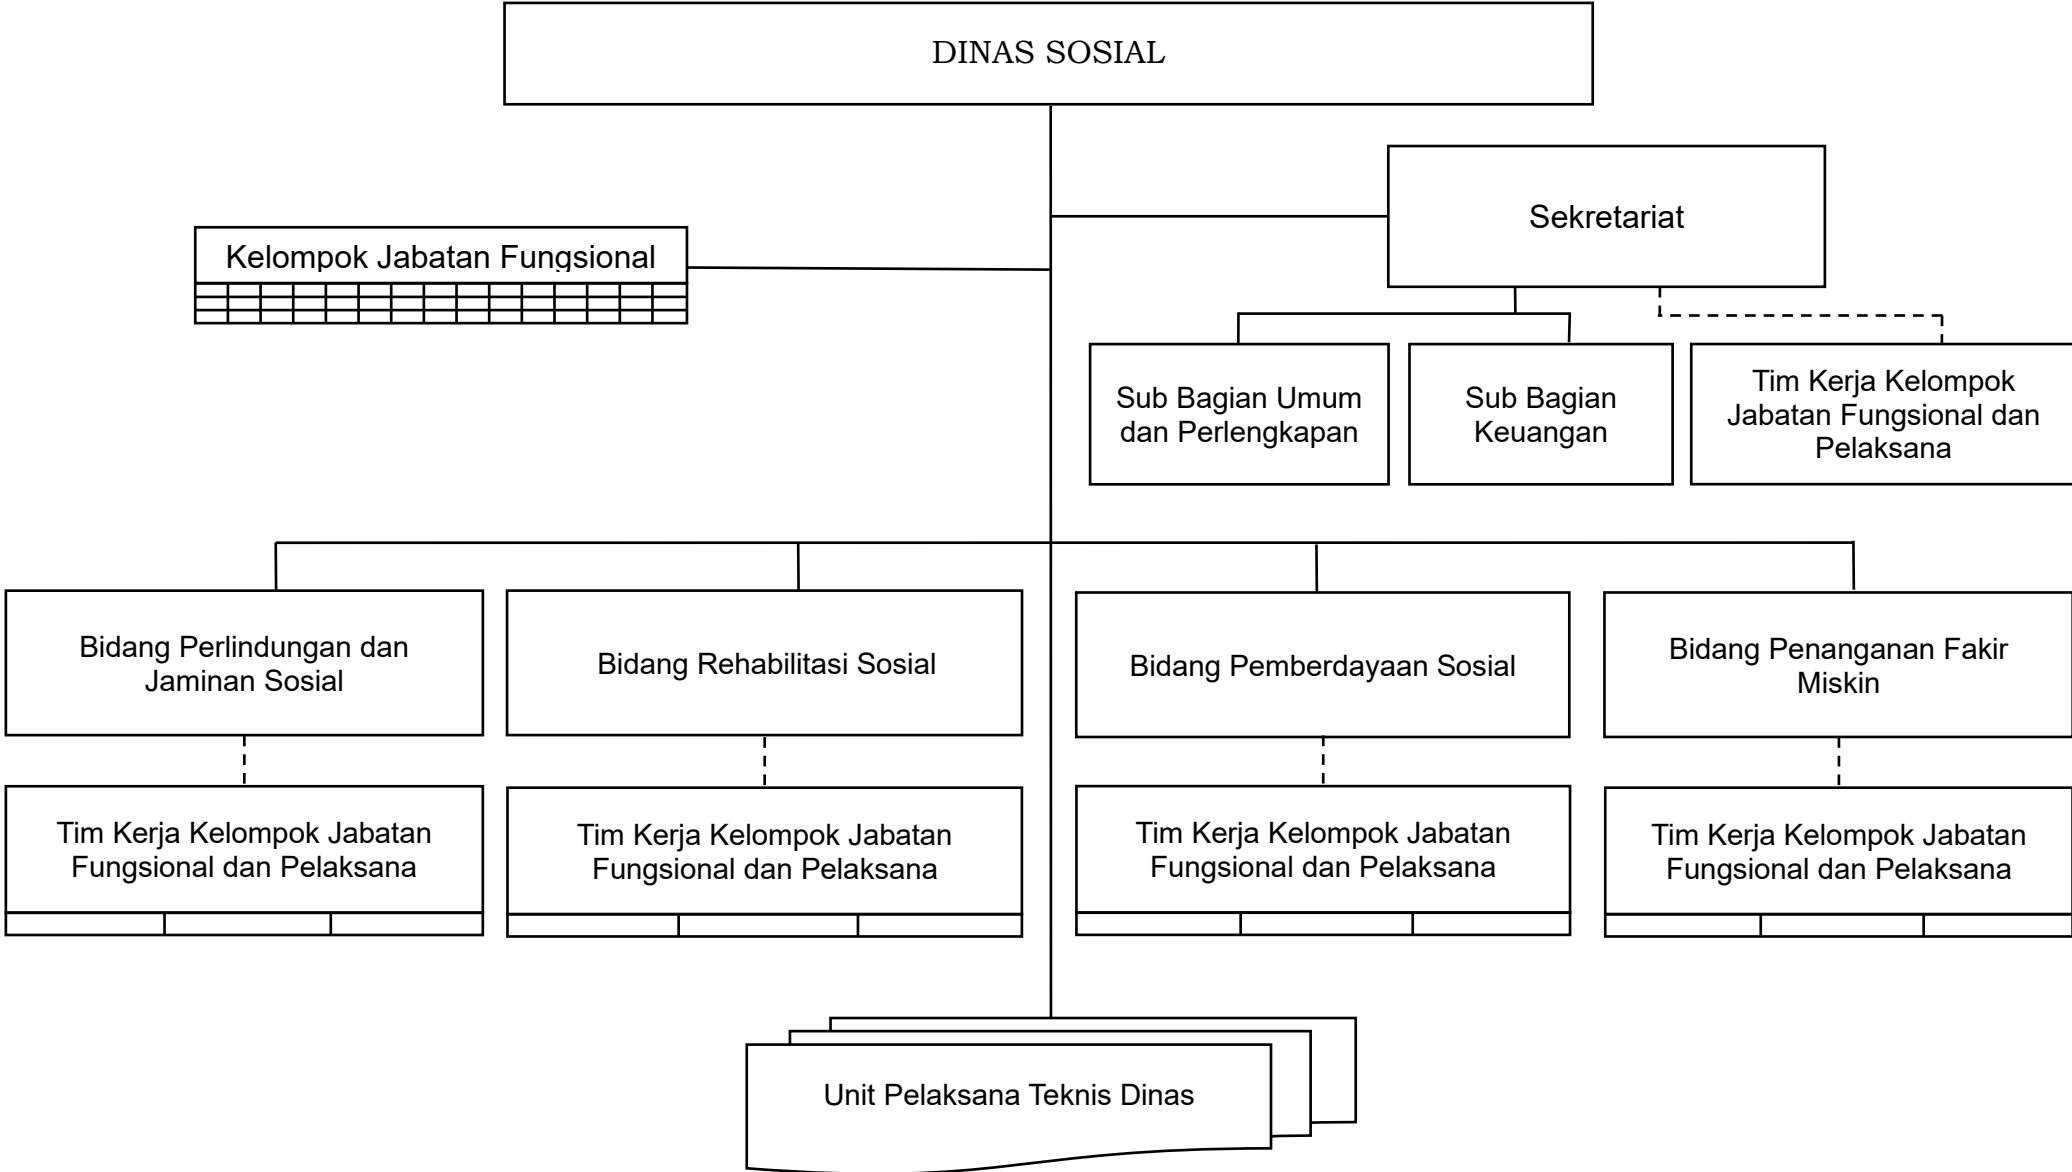 DINAS SOSIAL
Sekretariat
Kelompok Jabatan Fungsional
Sub Bagian Umum
dan Perlengkapan
Sub Bagian
Keuangan
Tim Kerja Kelompok
Jabatan Fungsional dan
Pelaksana
Bidang Perlindungan dan
Jaminan Sosial
Bidang Rehabilitasi Sosial
Bidang Pemberdayaan Sosial
Bidang Penanganan Fakir
Miskin
Tim Kerja Kelompok Jabatan
Fungsional dan Pelaksana
Tim Kerja Kelompok Jabatan
Fungsional dan Pelaksana
Tim Kerja Kelompok Jabatan
Fungsional dan Pelaksana
Tim Kerja Kelompok Jabatan
Fungsional dan Pelaksana
Unit Pelaksana Teknis Dinas